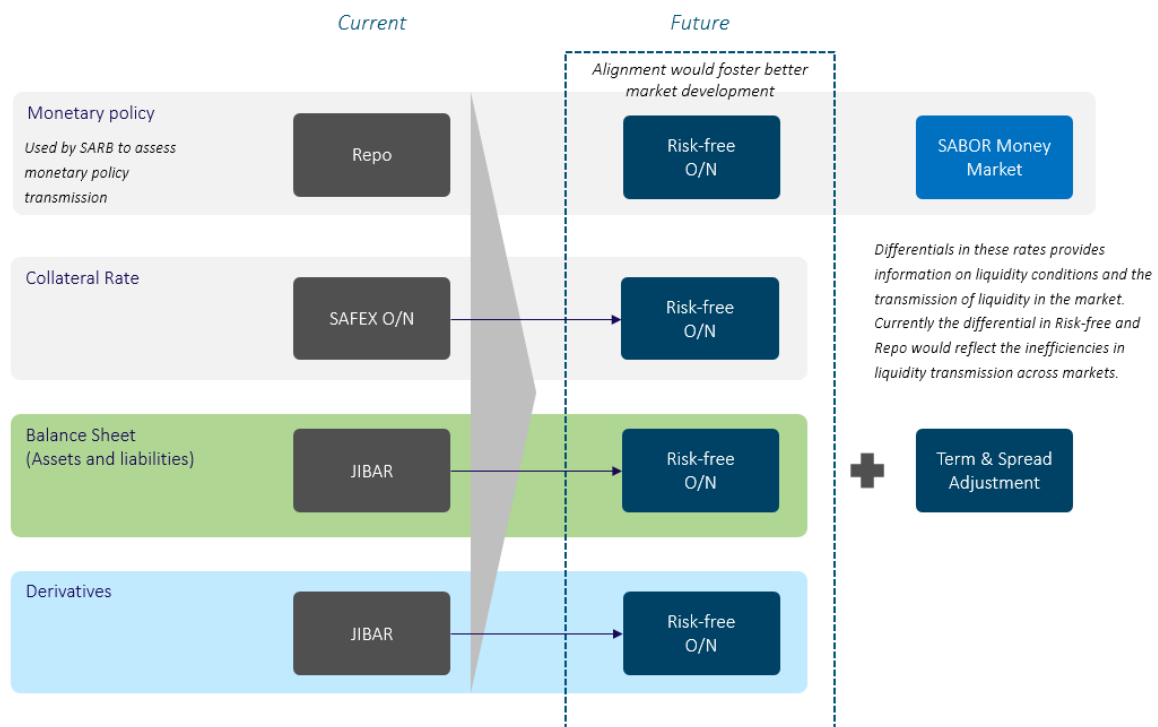 Current
Future
Alignment would foster better
market development
Monetary policy
Used by SARB to assess
monetary policy
transmission
Repo
Risk-free
O/N
SABOR Money
Market
Differentials in these rates provides
information on liquidity conditions and the
transmission of liquidity in the market.
Currently the differential in Risk-free and
Repo would reflect the inefficiencies in
liquidity transmission across markets.
Collateral Rate
SAFEX O/N
Risk-free
O/N
Balance Sheet
(Assets and liabilities)
JIBAR
Risk-free
O/N
Term & Spread
Adjustment
Derivatives
JIBAR
Risk-free
O/N